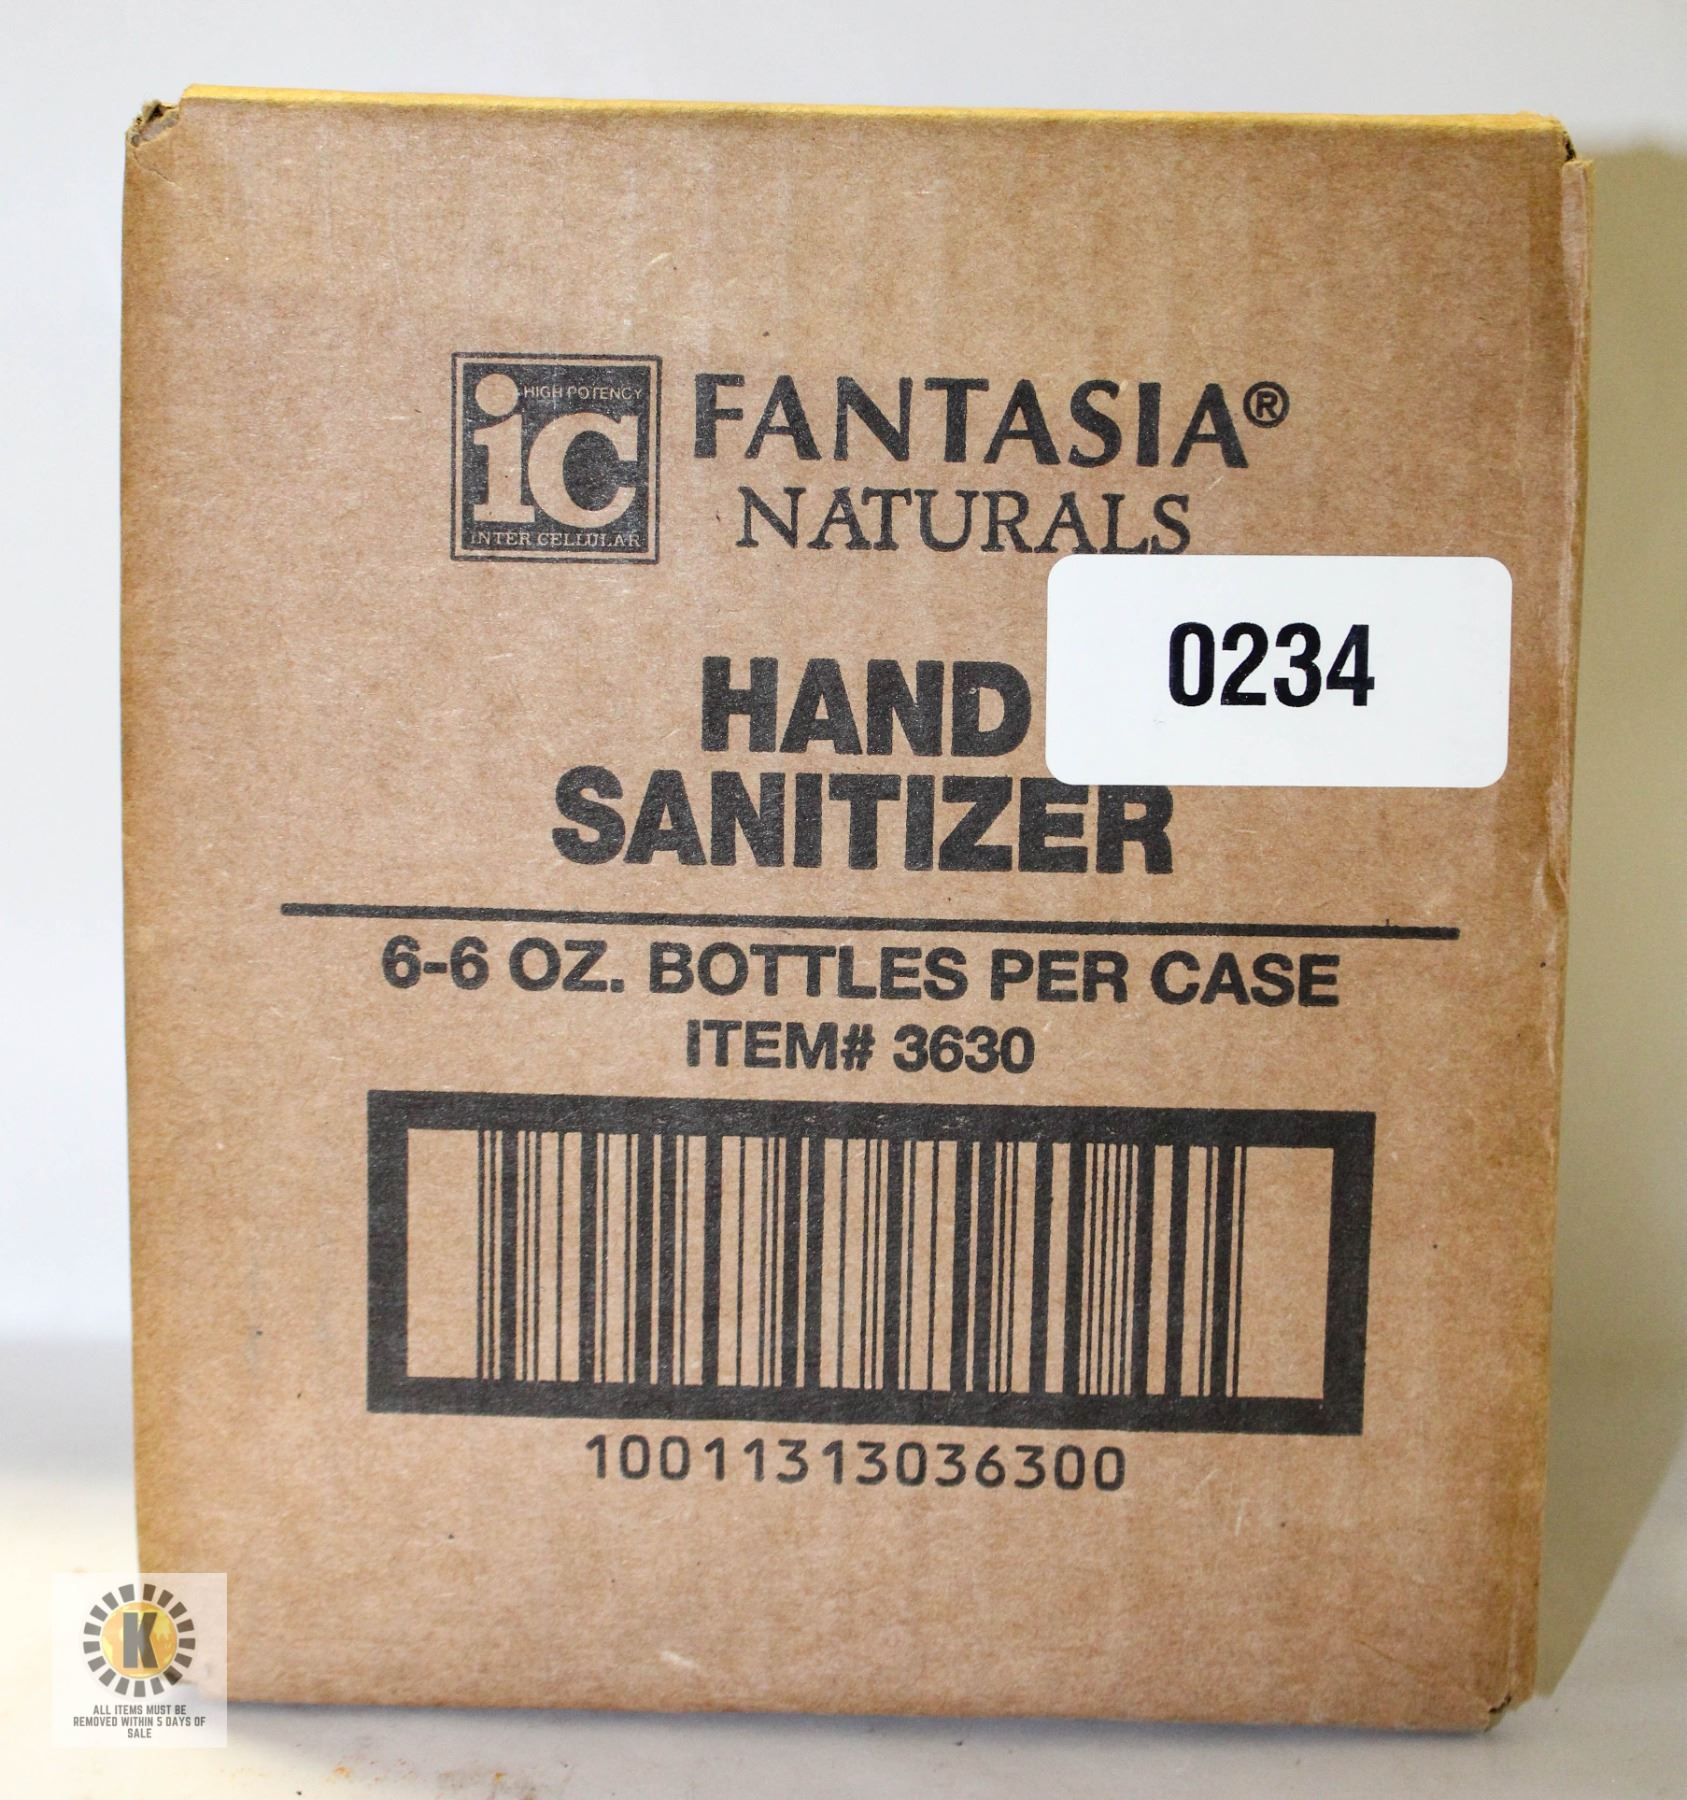 HIGH POTENCY
iC
INTER CELLULAR
FANTASIA®
NATURALS
0234
HAND
SANITIZER
6-6 OZ. BOTTLES PER CASE
ITEM# 3630
10011313036300
K
ALL ITEMS MUST BE
REMOVED WITHIN 5 DAYS OF
SALE